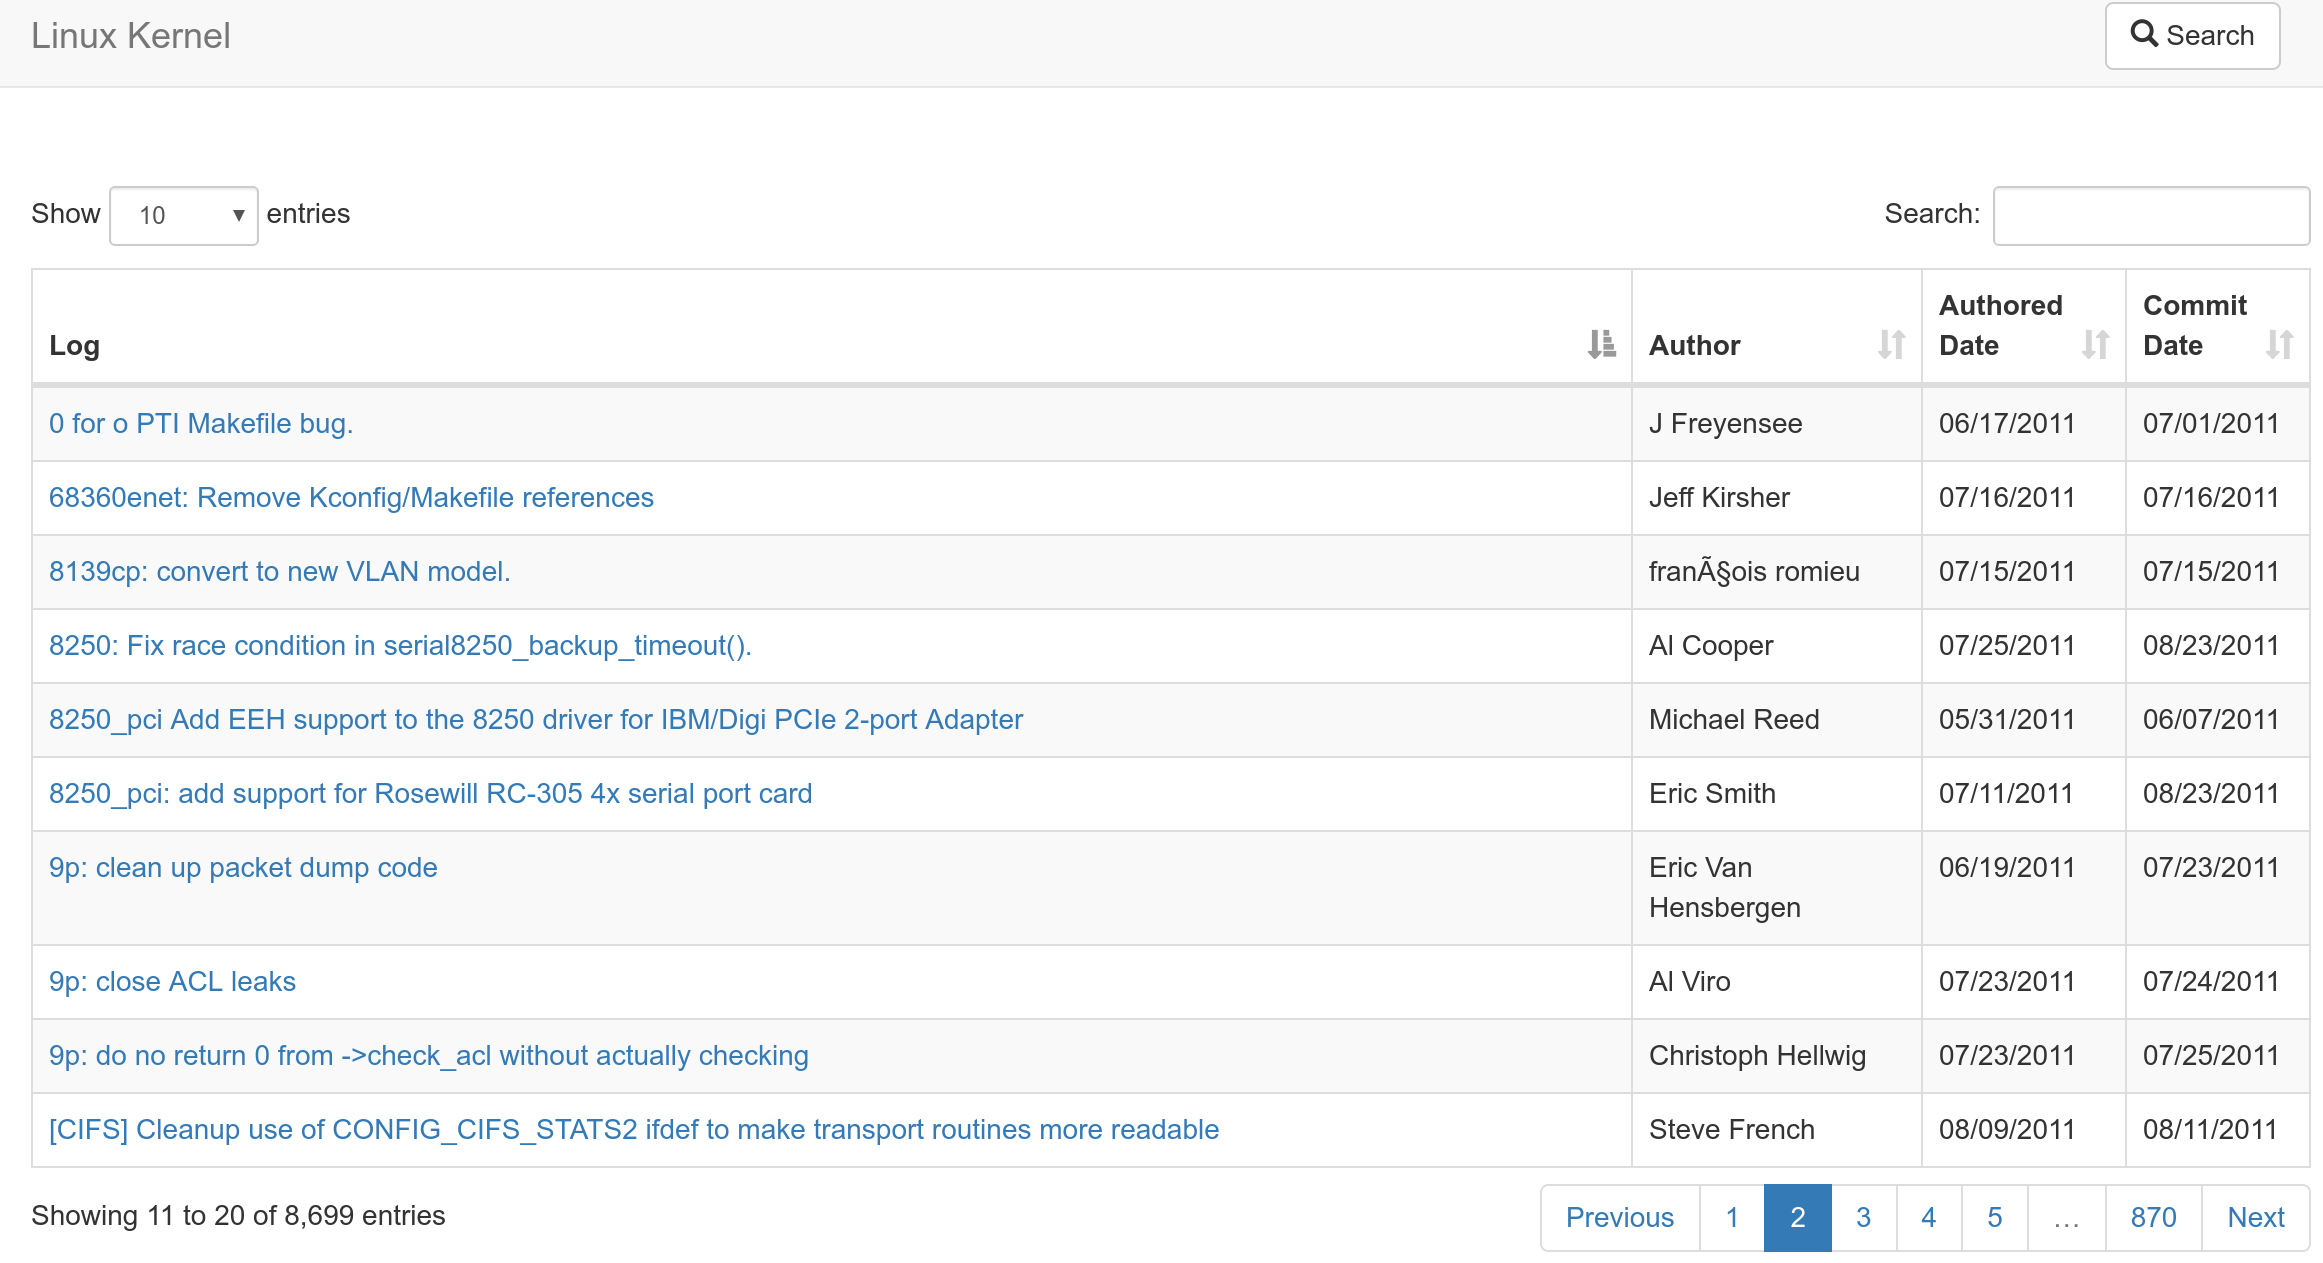 Linux Kernel
Search
Show 10 entries
Search:
Log Author Authored Date Commit Date
0 for o PTI Makefile bug. J Freyensee 06/17/2011 07/01/2011
68360enet: Remove Kconfig/Makefile references Jeff Kirsher 07/16/2011 07/16/2011
8139cp: convert to new VLAN model. franÃ§ois romieu 07/15/2011 07/15/2011
8250: Fix race condition in serial8250_backup_timeout(). Al Cooper 07/25/2011 08/23/2011
8250_pci Add EEH support to the 8250 driver for IBM/Digi PCIe 2-port Adapter Michael Reed 05/31/2011 06/07/2011
8250_pci: add support for Rosewill RC-305 4x serial port card Eric Smith 07/11/2011 08/23/2011
9p: clean up packet dump code Eric Van Hensbergen 06/19/2011 07/23/2011
9p: close ACL leaks Al Viro 07/23/2011 07/24/2011
9p: do no return 0 from ->check_acl without actually checking Christoph Hellwig 07/23/2011 07/25/2011
[CIFS] Cleanup use of CONFIG_CIFS_STATS2 ifdef to make transport routines more readable Steve French 08/09/2011 08/11/2011
Showing 11 to 20 of 8,699 entries
Previous 1 2 3 4 5 … 870 Next